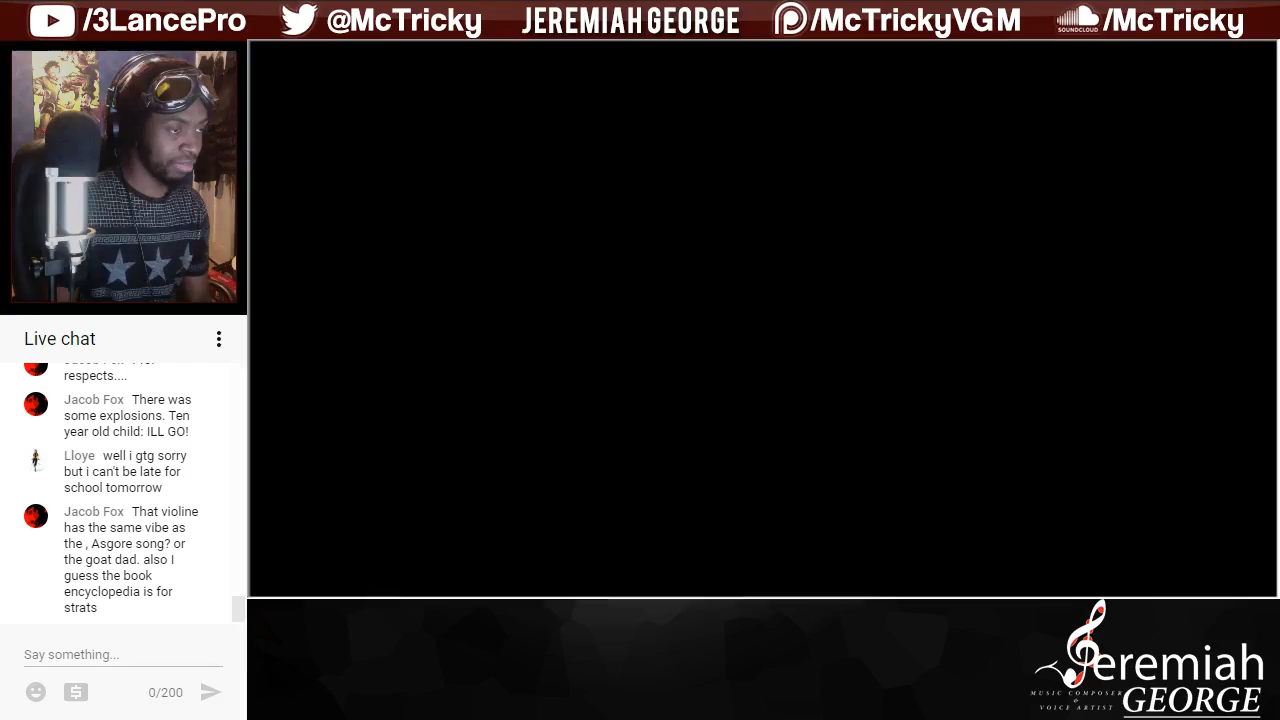 /3LancePro @McTricky JEREMIAH GEORGE /McTrickyVGM SOUNDCLOUD /McTricky
Live chat
respects....
Jacob Fox There was
some explosions. Ten
year old child: ILL GO!
Lloye well i gtg sorry
but i can't be late for
school tomorrow
Jacob Fox That violine
has the same vibe as
the , Asgore song? or
the goat dad. also I
guess the book
encyclopedia is for
strats
Say something...
0/200
Jeremiah
MUSIC COMPOSER
&
VOICE ARTIST
GEORGE